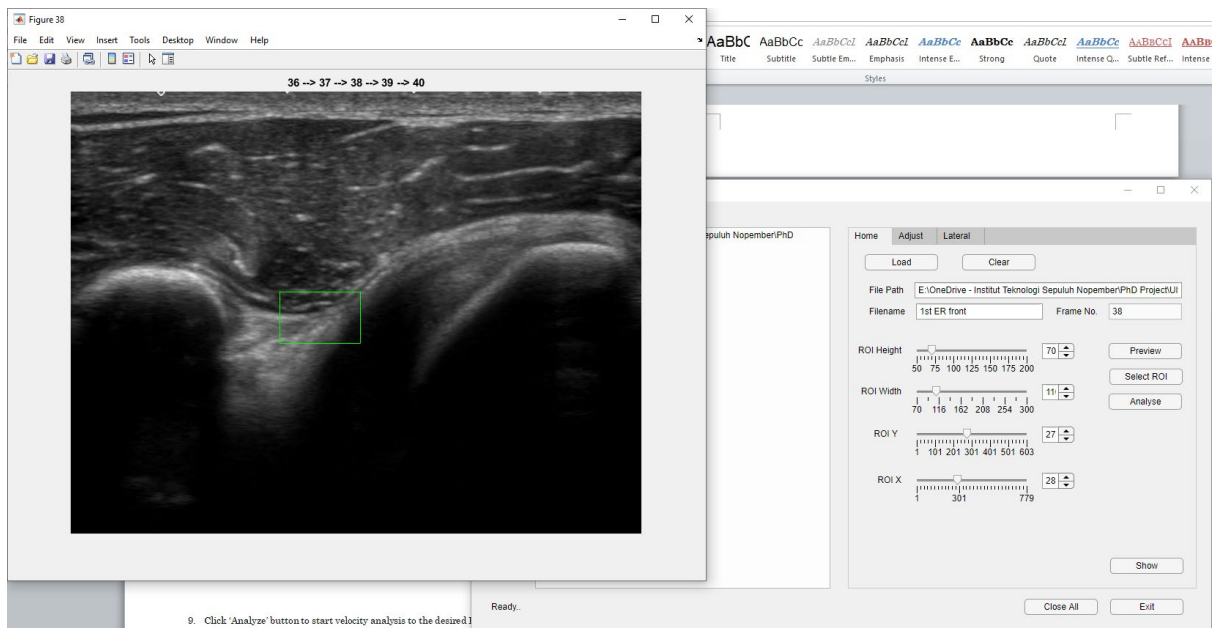 Figure 38
File Edit View Insert Tools Desktop Window Help
36 --> 37 --> 38 --> 39 --> 40
AaBbC AaBbCc AaBbCcI AaBbCcI AaBbCc AaBbCc AaBbCcI AaBbCc AaBbCcI
Title Subtitle Subtle Em... Emphasis Intense E... Strong Quote Intense Q... Subtle Ref... Intense
Styles
epuluh Nopember\PhD
Home Adjust Lateral
Load Clear
File Path E:\OneDrive - Institut Teknologi Sepuluh Nopember\PhD Project\Ul
Filename 1st ER front Frame No. 38
ROI Height 70 Preview
50 75 100 125 150 175 200
Select ROI
ROI Width 11
Analyse
70 116 162 208 254 300
ROI Y 27
1 101 201 301 401 501 603
ROI X 28
1 301 779
Show
Ready..
Close All Exit
9. Click ‘Analyze’ button to start velocity analysis to the desired